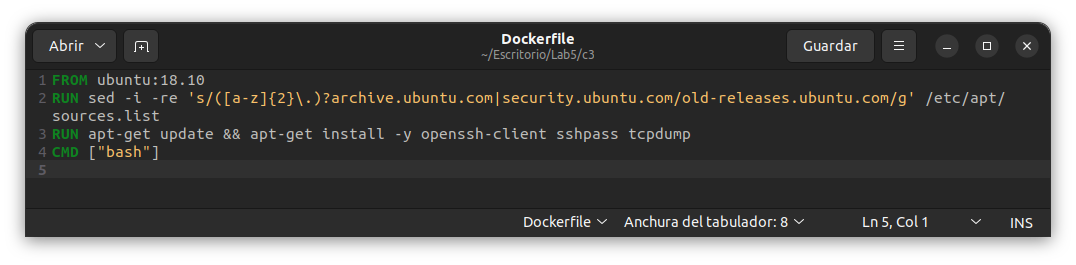 Abrir
Dockerfile
~/Escritorio/Lab5/c3
Guardar
1 FROM ubuntu:18.10
2 RUN sed -i -re 's/([a-z]{2}\.)?archive.ubuntu.com|security.ubuntu.com/old-releases.ubuntu.com/g' /etc/apt/
sources.list
3 RUN apt-get update && apt-get install -y openssh-client sshpass tcpdump
4 CMD ["bash"]
5
Dockerfile Anchura del tabulador: 8 Ln 5, Col 1 INS